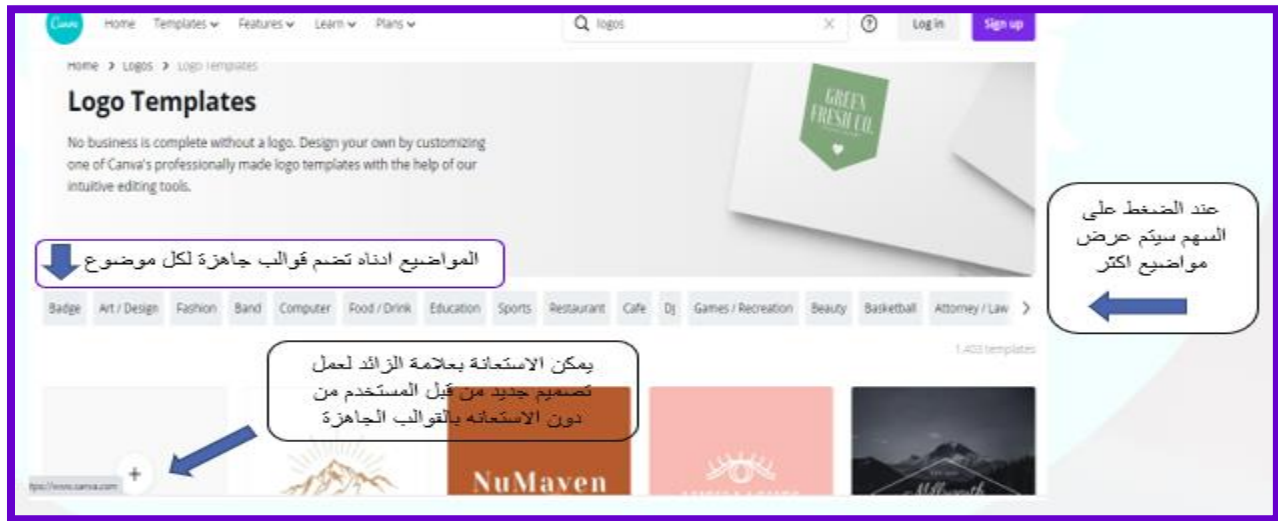 Canva Home Templates Features Learn Plans logos Log in Sign up
Home > Logos > Logo Templates
Logo Templates
No business is complete without a logo. Design your own by customizing
one of Canva's professionally made logo templates with the help of our
intuitive editing tools.
GREEN
FRESH CO.
عند الضغط على
السهم سيتم عرض
مواضيع اكثر
المواضيع ادناه تضم قوالب جاهزة لكل موضوع
Badge Art / Design Fashion Band Computer Food / Drink Education Sports Restaurant Cafe Dj Games / Recreation Beauty Basketball Attorney / Law >
1,403 templates
يمكن الاستعانة بعلامة الزائد لعمل
تصميم جديد من قبل المستخدم من
دون الاستعانه بالقوالب الجاهزة
+
NuMaven